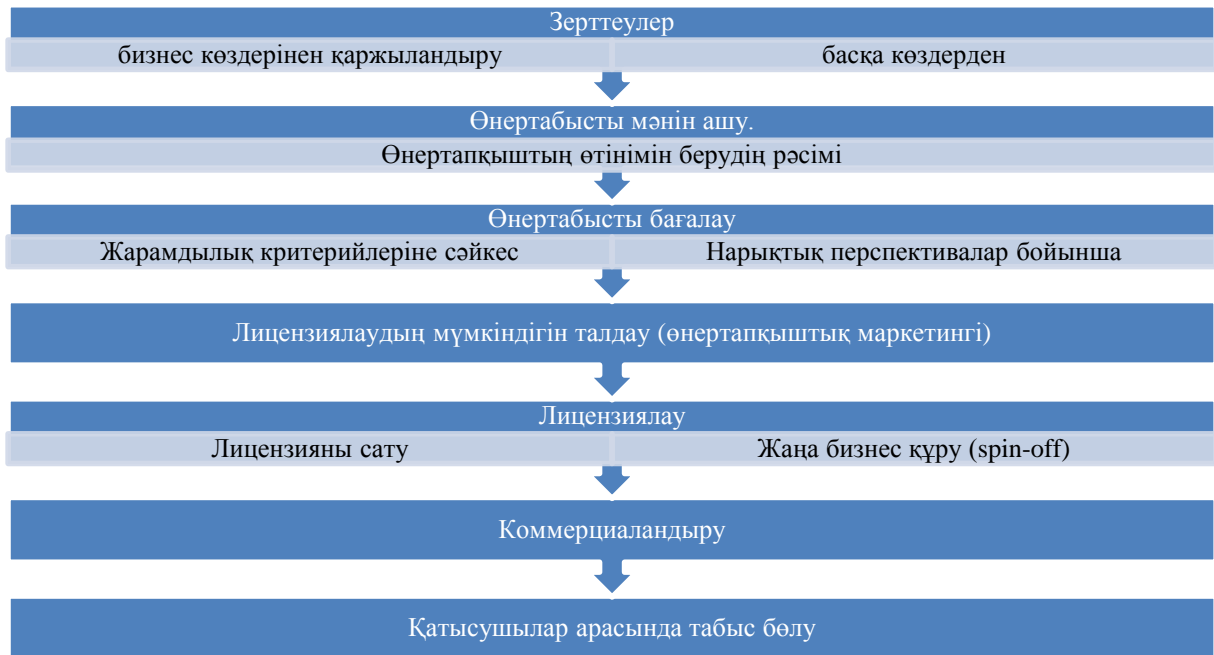 Зерттеулер
бизнес көздерінен қаржыландыру
басқа көздерден
Өнертабысты мәнін ашу.
Өнертапқыштың өтінімін берудің рәсімі
Өнертабысты бағалау
Жарамдылық критерийлеріне сәйкес
Нарықтық перспективалар бойынша
Лицензиялаудың мүмкіндігін талдау (өнертапқыштық маркетингі)
Лицензиялау
Лицензияны сату
Жаңа бизнес құру (spin-off)
Коммерциаландыру
Қатысушылар арасында табыс бөлу